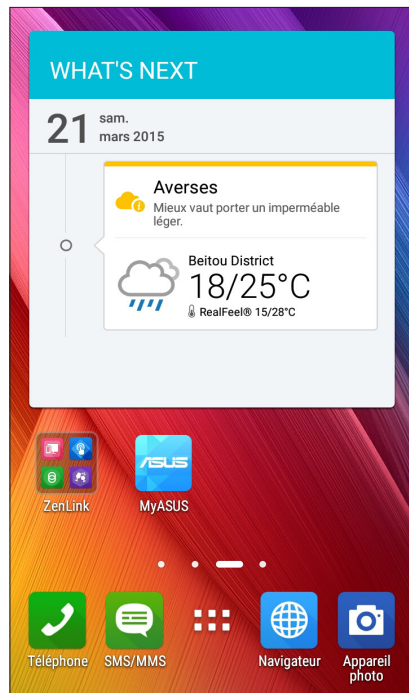 WHAT'S NEXT
21 sam.
mars 2015
Averses
Mieux vaut porter un imperméable
léger.
Beitou District
18/25°C
RealFeel® 15/28°C
/SUS
ZenLink
MyASUS
Téléphone
SMS/MMS
Navigateur
Appareil
photo